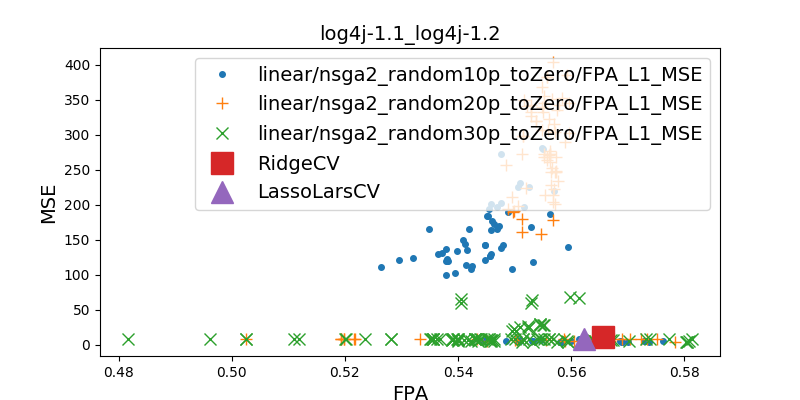 log4j-1.1_log4j-1.2
linear/nsga2_random10p_toZero/FPA_L1_MSE
linear/nsga2_random20p_toZero/FPA_L1_MSE
linear/nsga2_random30p_toZero/FPA_L1_MSE
RidgeCV
LassoLarsCV
MSE
400
350
300
250
200
150
100
50
0
0.48 0.50 0.52 0.54 0.56 0.58
FPA